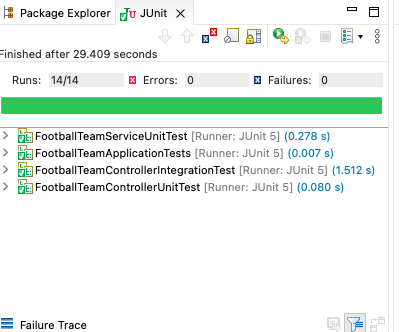 Package Explorer JUnit
Finished after 29.409 seconds
Runs: 14/14 Errors: 0 Failures: 0
FootballTeamServiceUnitTest [Runner: JUnit 5] (0.278 s)
FootballTeamApplicationTests [Runner: JUnit 5] (0.007 s)
FootballTeamControllerIntegrationTest [Runner: JUnit 5] (1.512 s)
FootballTeamControllerUnitTest [Runner: JUnit 5] (0.080 s)
Failure Trace